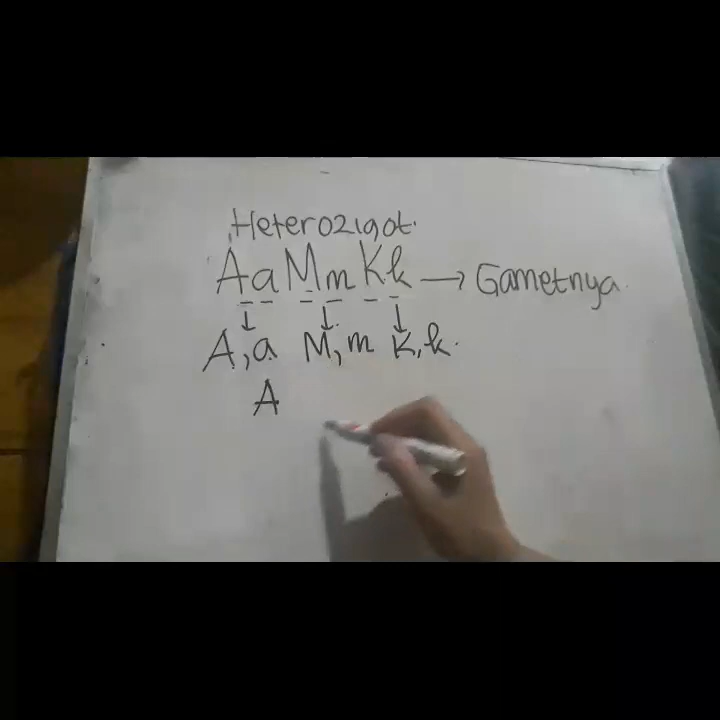 Heterozigot.
AaMmKk → Gametnya.
A, a M, m K, k.
A